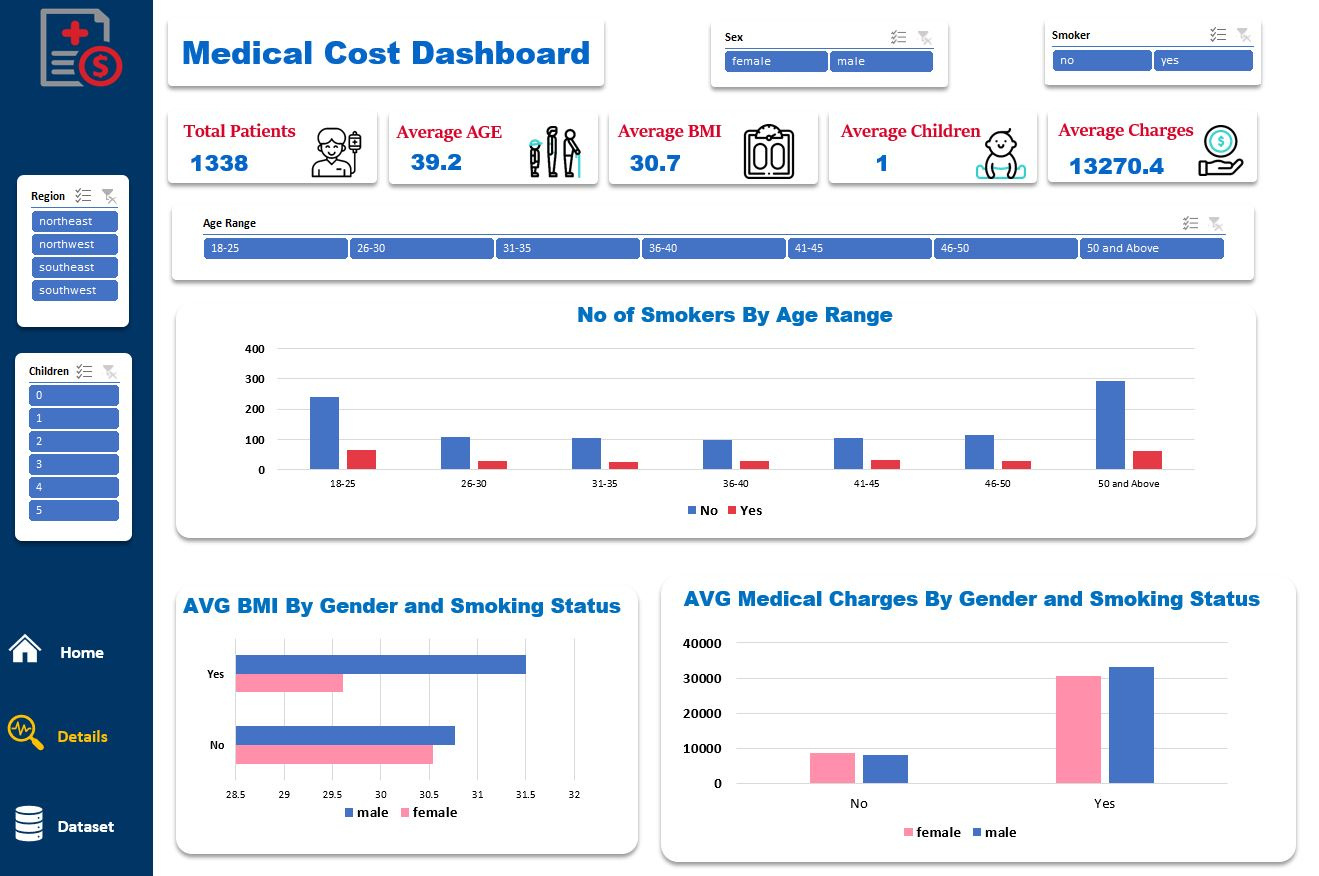 Medical Cost Dashboard
Sex
female
male
Smoker
no
yes
Total Patients
1338
Average AGE
39.2
Average BMI
30.7
Average Children
1
Average Charges
13270.4
Region
northeast
northwest
southeast
southwest
Age Range
18-25
26-30
31-35
36-40
41-45
46-50
50 and Above
Children
0
1
2
3
4
5
No of Smokers By Age Range
400
300
200
100
0
18-25
26-30
31-35
36-40
41-45
46-50
50 and Above
No
Yes
Home
Details
Dataset
AVG BMI By Gender and Smoking Status
Yes
No
28.5
29
29.5
30
30.5
31
31.5
32
male
female
AVG Medical Charges By Gender and Smoking Status
40000
30000
20000
10000
0
No
Yes
female
male